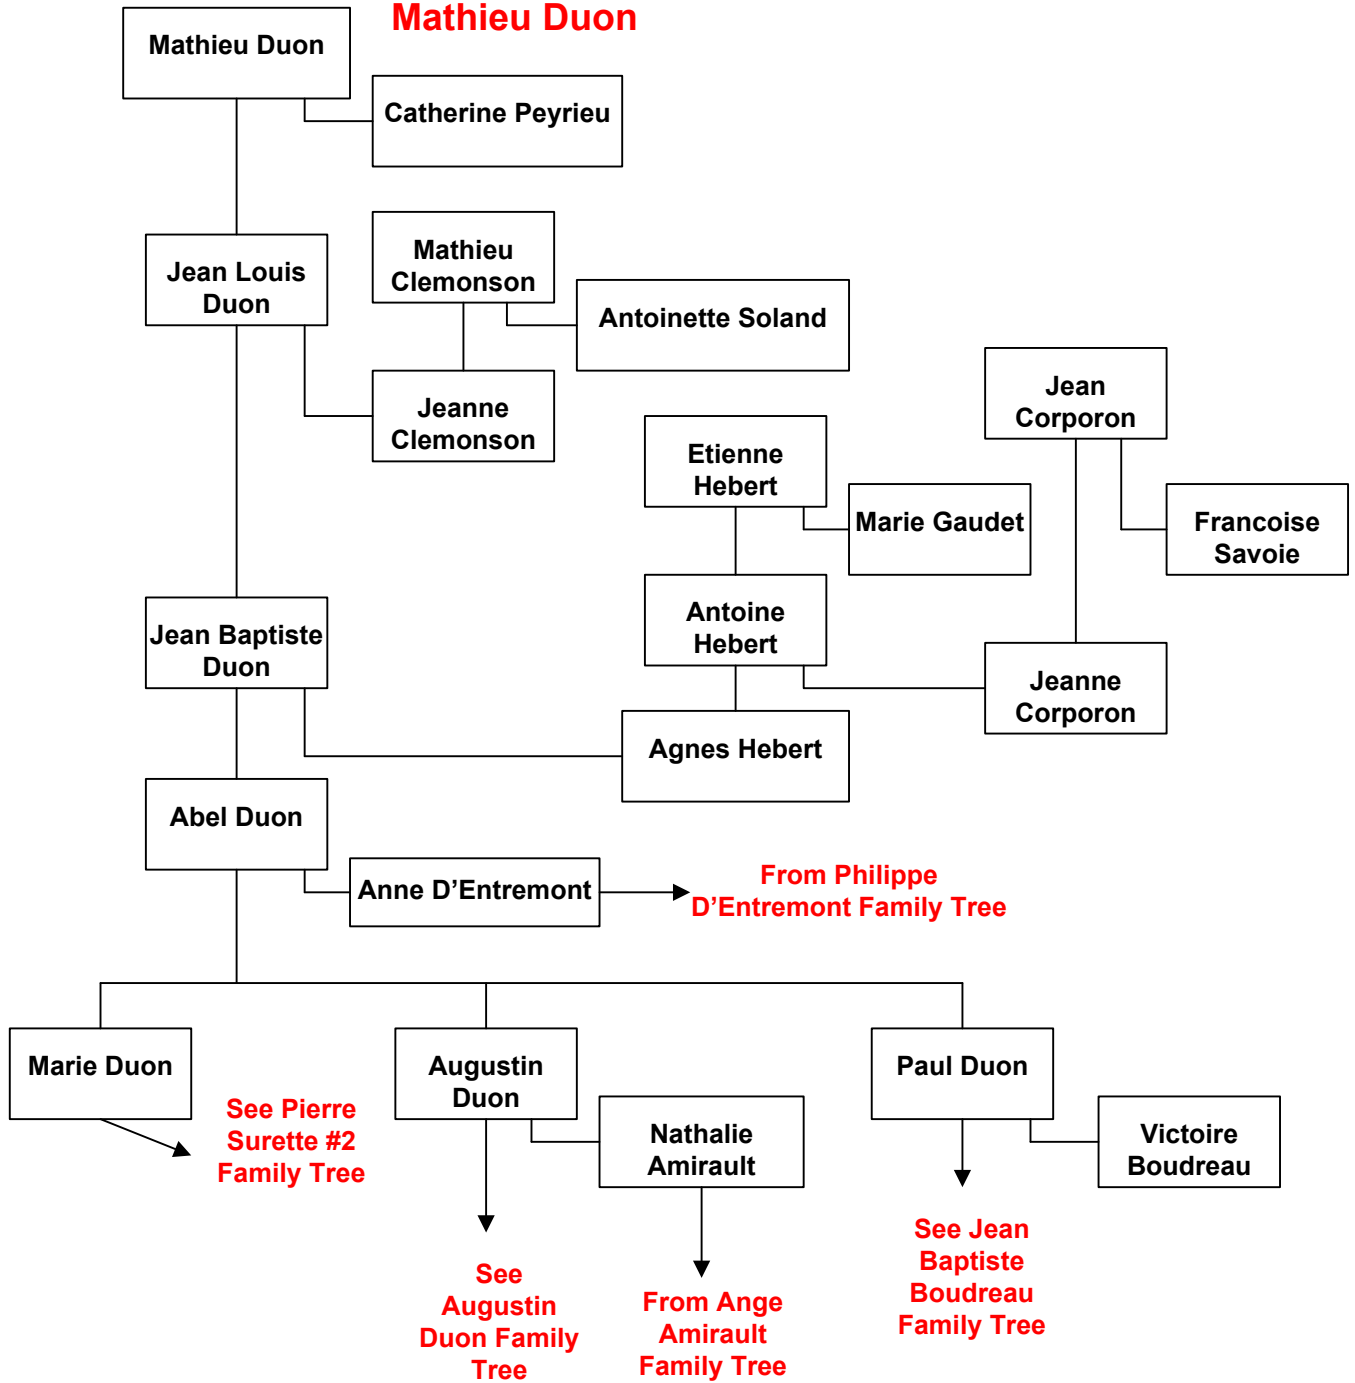 Mathieu Duon
Mathieu Duon
Catherine Peyrieu
Jean Louis
Duon
Mathieu
Clemonson
Antoinette Soland
Jeanne
Clemonson
Jean
Corporon
Etienne
Hebert
Marie Gaudet
Francoise
Savoie
Jean Baptiste
Duon
Antoine
Hebert
Jeanne
Corporon
Agnes Hebert
Abel Duon
Anne D’Entremont
From Philippe
D’Entremont Family Tree
Marie Duon
See Pierre
Surette #2
Family Tree
Augustin
Duon
Nathalie
Amirault
Paul Duon
Victoire
Boudreau
See
Augustin
Duon Family
Tree
From Ange
Amirault
Family Tree
See Jean
Baptiste
Boudreau
Family Tree